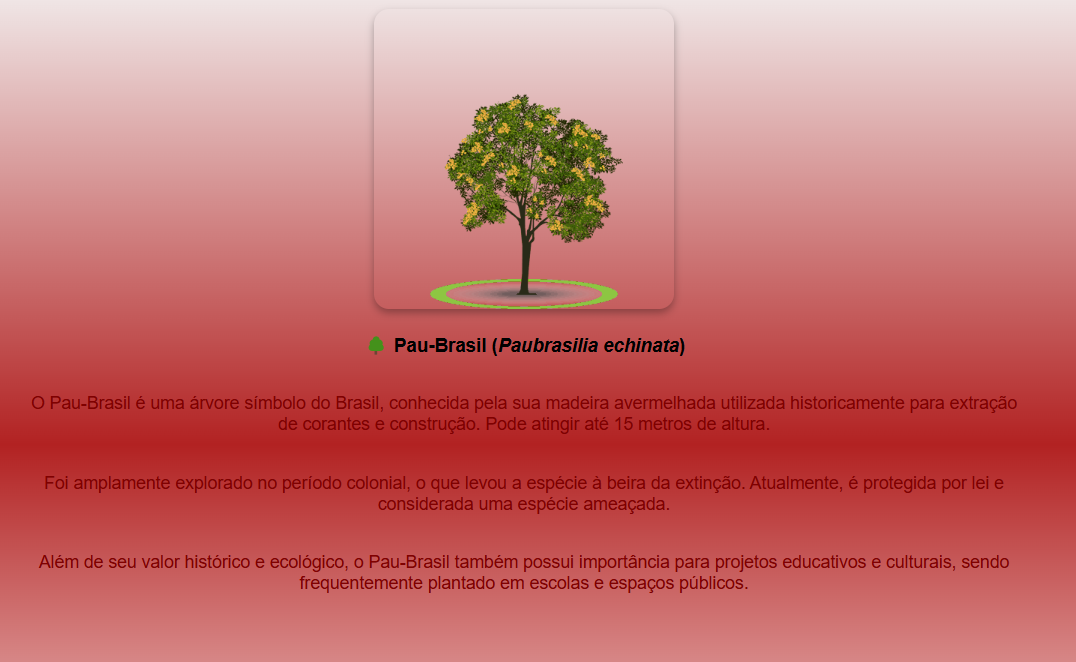 Pau-Brasil (Paubrasilia echinata)
O Pau-Brasil é uma árvore símbolo do Brasil, conhecida pela sua madeira avermelhada utilizada historicamente para extração
de corantes e construção. Pode atingir até 15 metros de altura.
Foi amplamente explorado no período colonial, o que levou a espécie à beira da extinção. Atualmente, é protegida por lei e
considerada uma espécie ameaçada.
Além de seu valor histórico e ecológico, o Pau-Brasil também possui importância para projetos educativos e culturais, sendo
frequentemente plantado em escolas e espaços públicos.